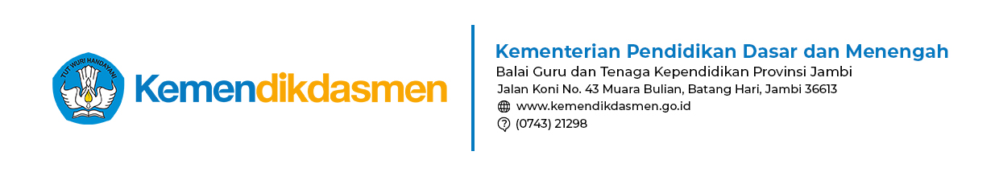 TUT WURI HANDAYANI
Kemendikdasmen
Kementerian Pendidikan Dasar dan Menengah
Balai Guru dan Tenaga Kependidikan Provinsi Jambi
Jalan Koni No. 43 Muara Bulian, Batang Hari, Jambi 36613
www.kemendikdasmen.go.id
(0743) 21298